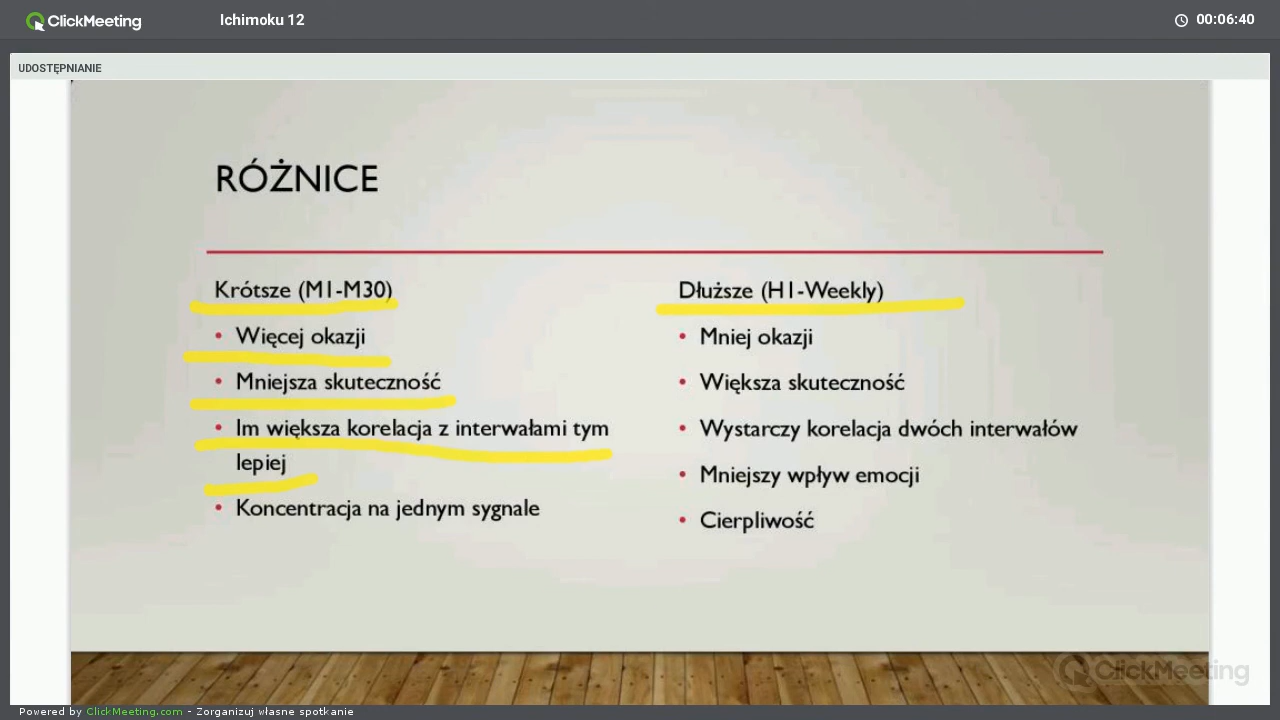 ClickMeeting
Ichimoku 12
00:06:40
UDOSTĘPNIANIE
RÓŻNICE
Krótsze (M1-M30)
• Więcej okazji
• Mniejsza skuteczność
• Im większa korelacja z interwałami tym
lepiej
• Koncentracja na jednym sygnale
Dłuższe (H1-Weekly)
• Mniej okazji
• Większa skuteczność
• Wystarczy korelacja dwóch interwałów
• Mniejszy wpływ emocji
• Cierpliwość
ClickMeeting
Powered by ClickMeeting.com - Zorganizuj własne spotkanie